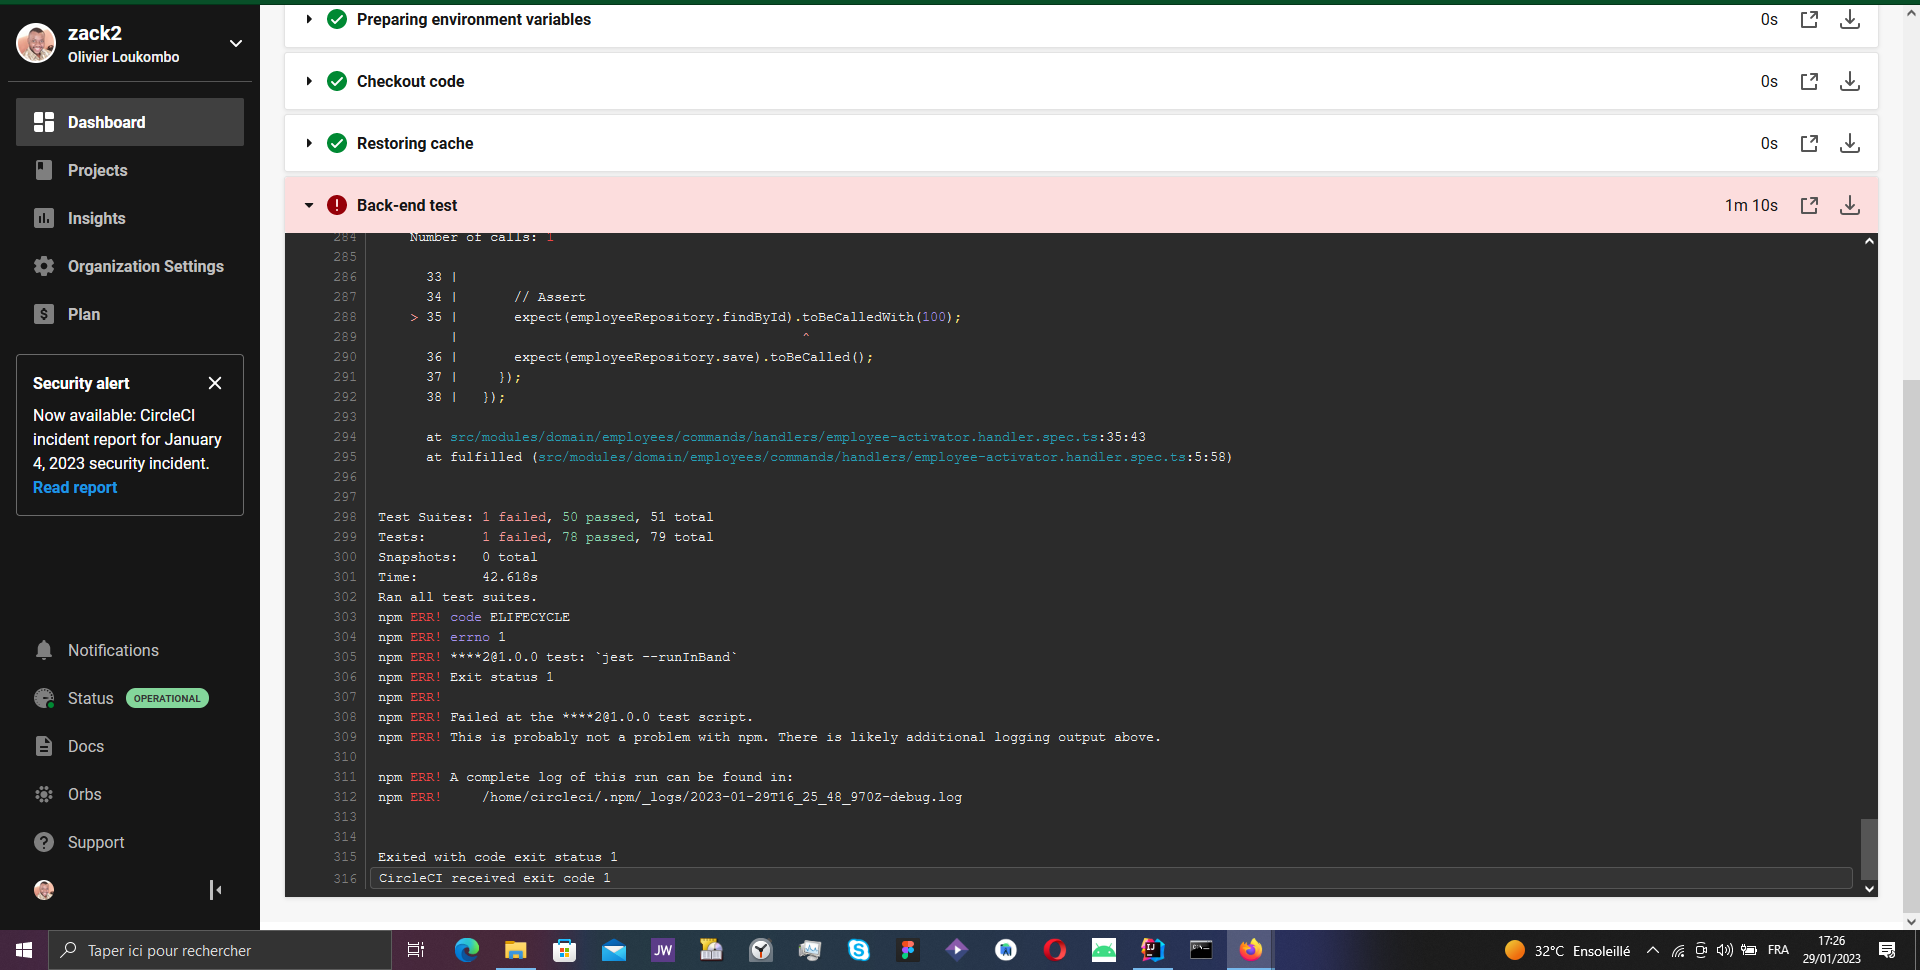 zack2
Olivier Loukombo
Dashboard
Projects
Insights
Organization Settings
Plan
Security alert
Now available: CircleCI
incident report for January
4, 2023 security incident.
Read report
Notifications
Status OPERATIONAL
Docs
Orbs
Support
Preparing environment variables 0s
Checkout code 0s
Restoring cache 0s
Back-end test 1m 10s
284 Number of calls: 1
285
286 33 |
287 34 | // Assert
288 > 35 | expect(employeeRepository.findById).toBeCalledWith(100);
289 | ^
290 36 | expect(employeeRepository.save).toBeCalled();
291 37 | });
292 38 | });
293
294 at src/modules/domain/employees/commands/handlers/employee-activator.handler.spec.ts:35:43
295 at fulfilled (src/modules/domain/employees/commands/handlers/employee-activator.handler.spec.ts:5:58)
296
297
298 Test Suites: 1 failed, 50 passed, 51 total
299 Tests: 1 failed, 78 passed, 79 total
300 Snapshots: 0 total
301 Time: 42.618s
302 Ran all test suites.
303 npm ERR! code ELIFECYCLE
304 npm ERR! errno 1
305 npm ERR! ****2@1.0.0 test: `jest --runInBand`
306 npm ERR! Exit status 1
307 npm ERR!
308 npm ERR! Failed at the ****2@1.0.0 test script.
309 npm ERR! This is probably not a problem with npm. There is likely additional logging output above.
310
311 npm ERR! A complete log of this run can be found in:
312 npm ERR! /home/circleci/.npm/_logs/2023-01-29T16_25_48_970Z-debug.log
313
314
315 Exited with code exit status 1
316 CircleCI received exit code 1
Taper ici pour rechercher
JW
32°C Ensoleillé
FRA
17:26
29/01/2023